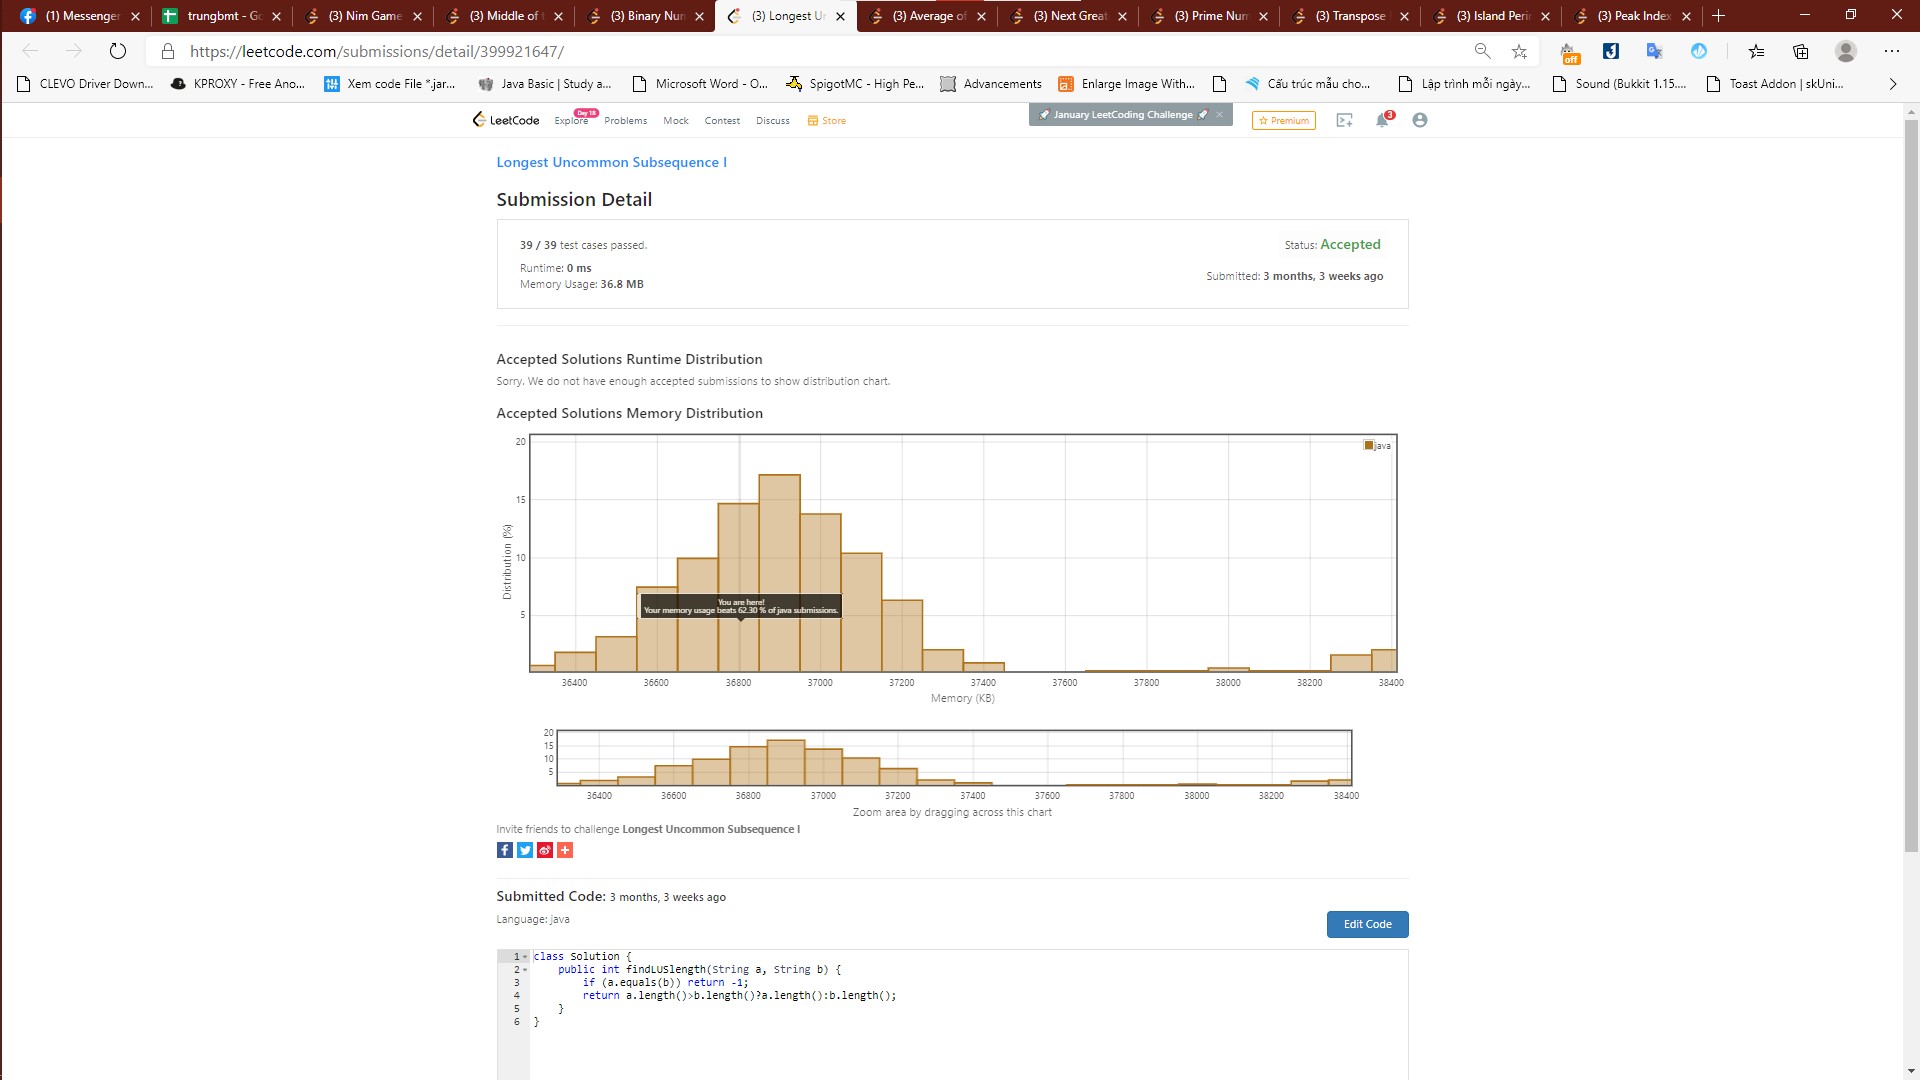 (1) Messenger
trungbmt - Go
(3) Nim Game
(3) Middle of t
(3) Binary Num
(3) Longest Un
(3) Average of
(3) Next Great
(3) Prime Num
(3) Transpose
(3) Island Peri
(3) Peak Index
https://leetcode.com/submissions/detail/399921647/
off
CLEVO Driver Down...
KPROXY - Free Ano...
Xem code File *.jar...
Java Basic | Study a...
Microsoft Word - O...
SpigotMC - High Pe...
Advancements
Enlarge Image With...
Cấu trúc mẫu cho...
Lập trình mỗi ngày...
Sound (Bukkit 1.15....
Toast Addon | skUni...
LeetCode
Explore
Day 18
Problems
Mock
Contest
Discuss
Store
January LeetCoding Challenge
Premium
3
Longest Uncommon Subsequence I
Submission Detail
39 / 39 test cases passed.
Status: Accepted
Runtime: 0 ms
Submitted: 3 months, 3 weeks ago
Memory Usage: 36.8 MB
Accepted Solutions Runtime Distribution
Sorry. We do not have enough accepted submissions to show distribution chart.
Accepted Solutions Memory Distribution
20
15
10
5
Distribution (%)
java
You are here!
Your memory usage beats 62.30 % of java submissions.
36400 36600 36800 37000 37200 37400 37600 37800 38000 38200 38400
Memory (KB)
20
15
10
5
36400 36600 36800 37000 37200 37400 37600 37800 38000 38200 38400
Zoom area by dragging across this chart
Invite friends to challenge Longest Uncommon Subsequence I
Submitted Code: 3 months, 3 weeks ago
Language: java
Edit Code
1 class Solution {
2 public int findLUSlength(String a, String b) {
3 if (a.equals(b)) return -1;
4 return a.length()>b.length()?a.length():b.length();
5 }
6 }